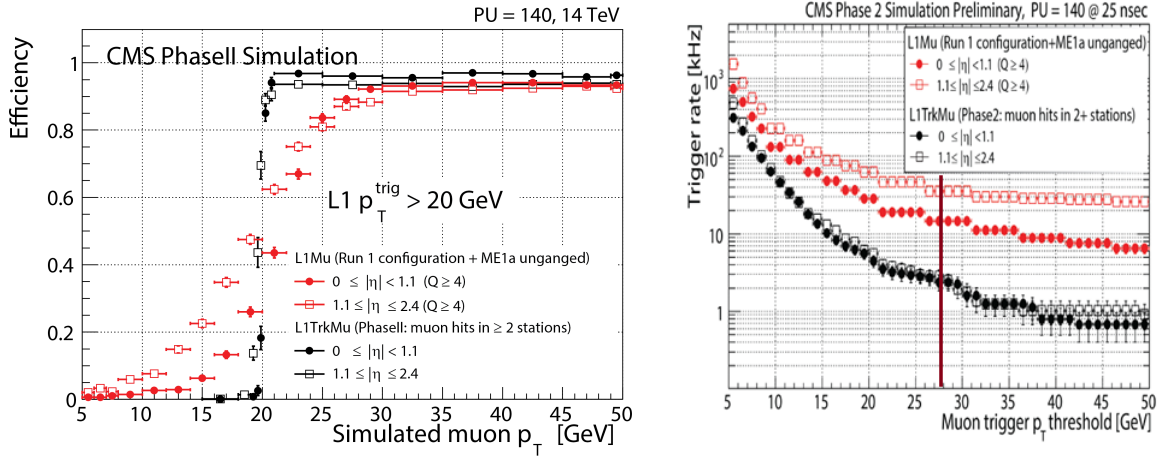 PU = 140, 14 TeV
CMS PhaseII Simulation
Efficiency
1
0.8
0.6
0.4
0.2
0
L1 p_T^trig > 20 GeV
L1Mu (Run 1 configuration + ME1a unganged)
0 ≤ |η| < 1.1 (Q ≥ 4)
1.1 ≤ |η| ≤ 2.4 (Q ≥ 4)
L1TrkMu (PhaseII: muon hits in ≥ 2 stations)
0 ≤ |η| < 1.1
1.1 ≤ |η| ≤ 2.4
5 10 15 20 25 30 35 40 45 50
Simulated muon p_T [GeV]
CMS Phase 2 Simulation Preliminary, PU = 140 @ 25 nsec
Trigger rate [kHz]
10^3
10^2
10
1
L1Mu (Run 1 configuration+ME1a unganged)
0 ≤ |η| <1.1 (Q ≥ 4)
1.1≤ |η| ≤2.4 (Q ≥ 4)
L1TrkMu (Phase2: muon hits in 2+ stations)
0 ≤ |η| <1.1
1.1≤ |η| ≤2.4
5 10 15 20 25 30 35 40 45 50
Muon trigger p_T threshold [GeV]